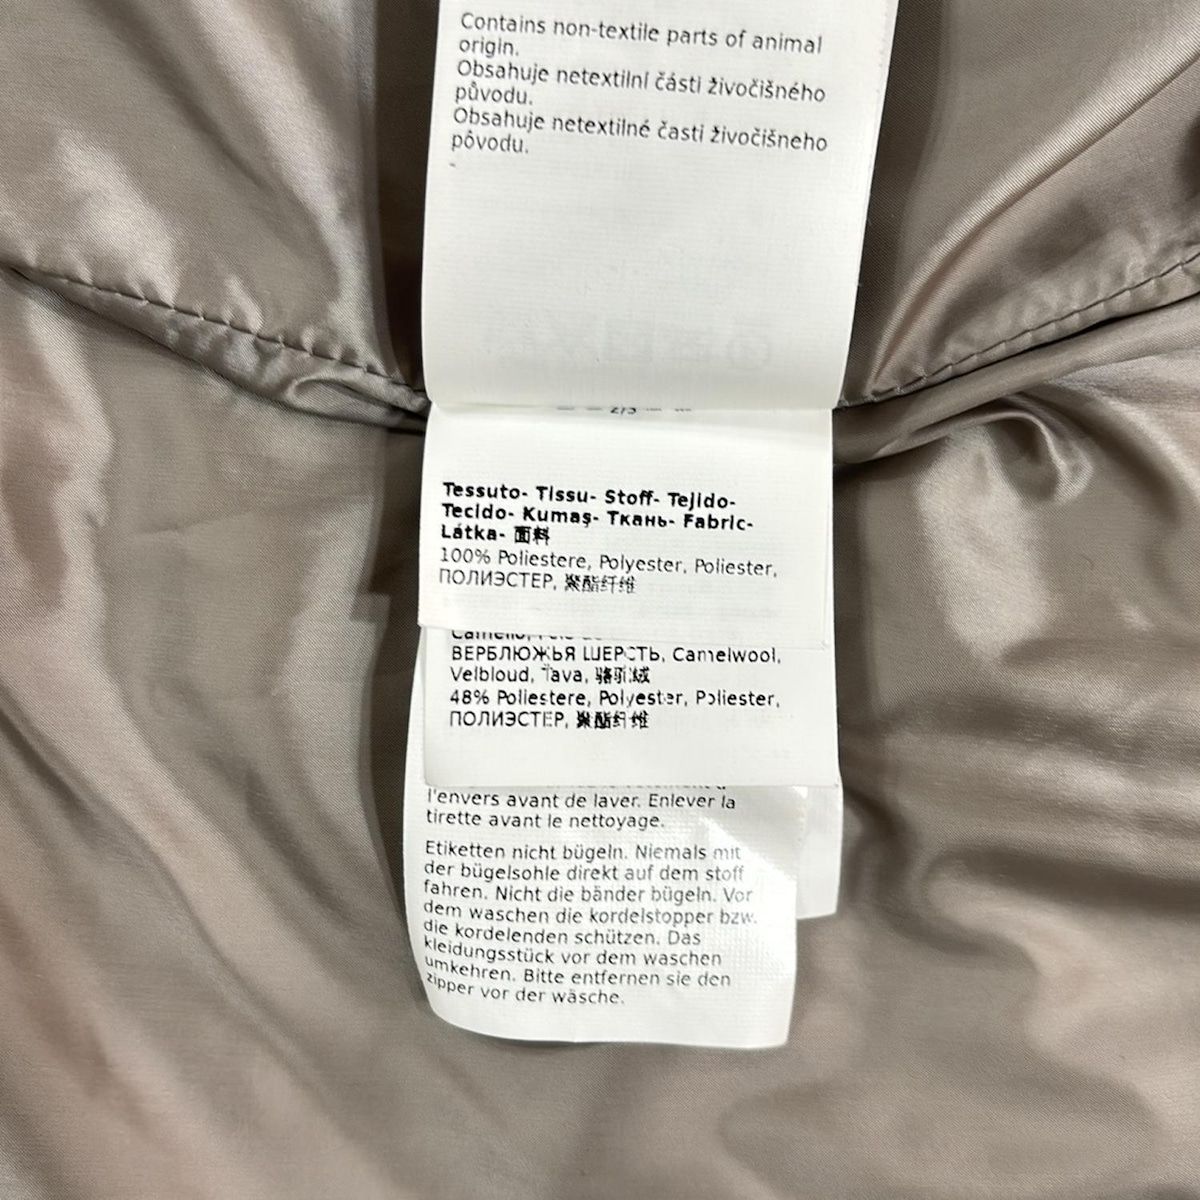 Contains non-textile parts of animal
origin.
Obsahuje netextilní části živočišného
původu.
Obsahuje netextilné časti živočišneho
pôvodu.
-
2/3
Tessuto- Tissu- Stoff- Tejido-
Tecido- Kumaş- Ткань- Fabric-
Látka- 面料
100% Poliestere, Polyester, Poliester,
ПОЛИЭСТЕР, 聚酯纤维
ВЕРБЛЮЖЬЯ ШЕРСТЬ, Camelwool,
Velbloud, Ťava, 骆驼绒
48% Poliestere, Polyester, Poliester,
ПОЛИЭСТЕР, 聚酯纤维
l'envers avant de laver. Enlever la
tirette avant le nettoyage.
Etiketten nicht bügeln. Niemals mit
der bügelsohle direkt auf dem stoff
fahren. Nicht die bänder bügeln. Vor
dem waschen die kordelstopper bzw.
die kordelenden schützen. Das
kleidungsstück vor dem waschen
umkehren. Bitte entfernen sie den
zipper vor der wäsche.